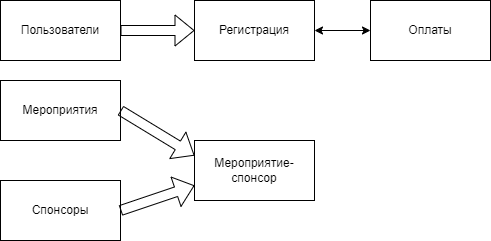 Пользователи
Регистрация
Оплаты
Мероприятия
Мероприятие-
спонсор
Спонсоры